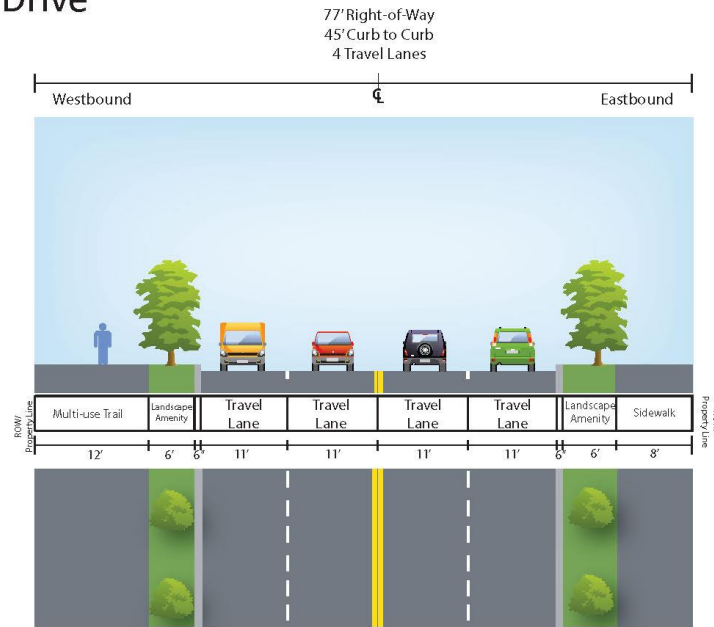 Drive
77' Right-of-Way
45' Curb to Curb
4 Travel Lanes
℄
Westbound
Eastbound
ROW/
Property Line
Multi-use Trail
Landscape
Amenity
Travel
Lane
Travel
Lane
Travel
Lane
Travel
Lane
Landscape
Amenity
Sidewalk
Property Line
12'
6'
6"
11'
11'
11'
11'
6"
6'
8'